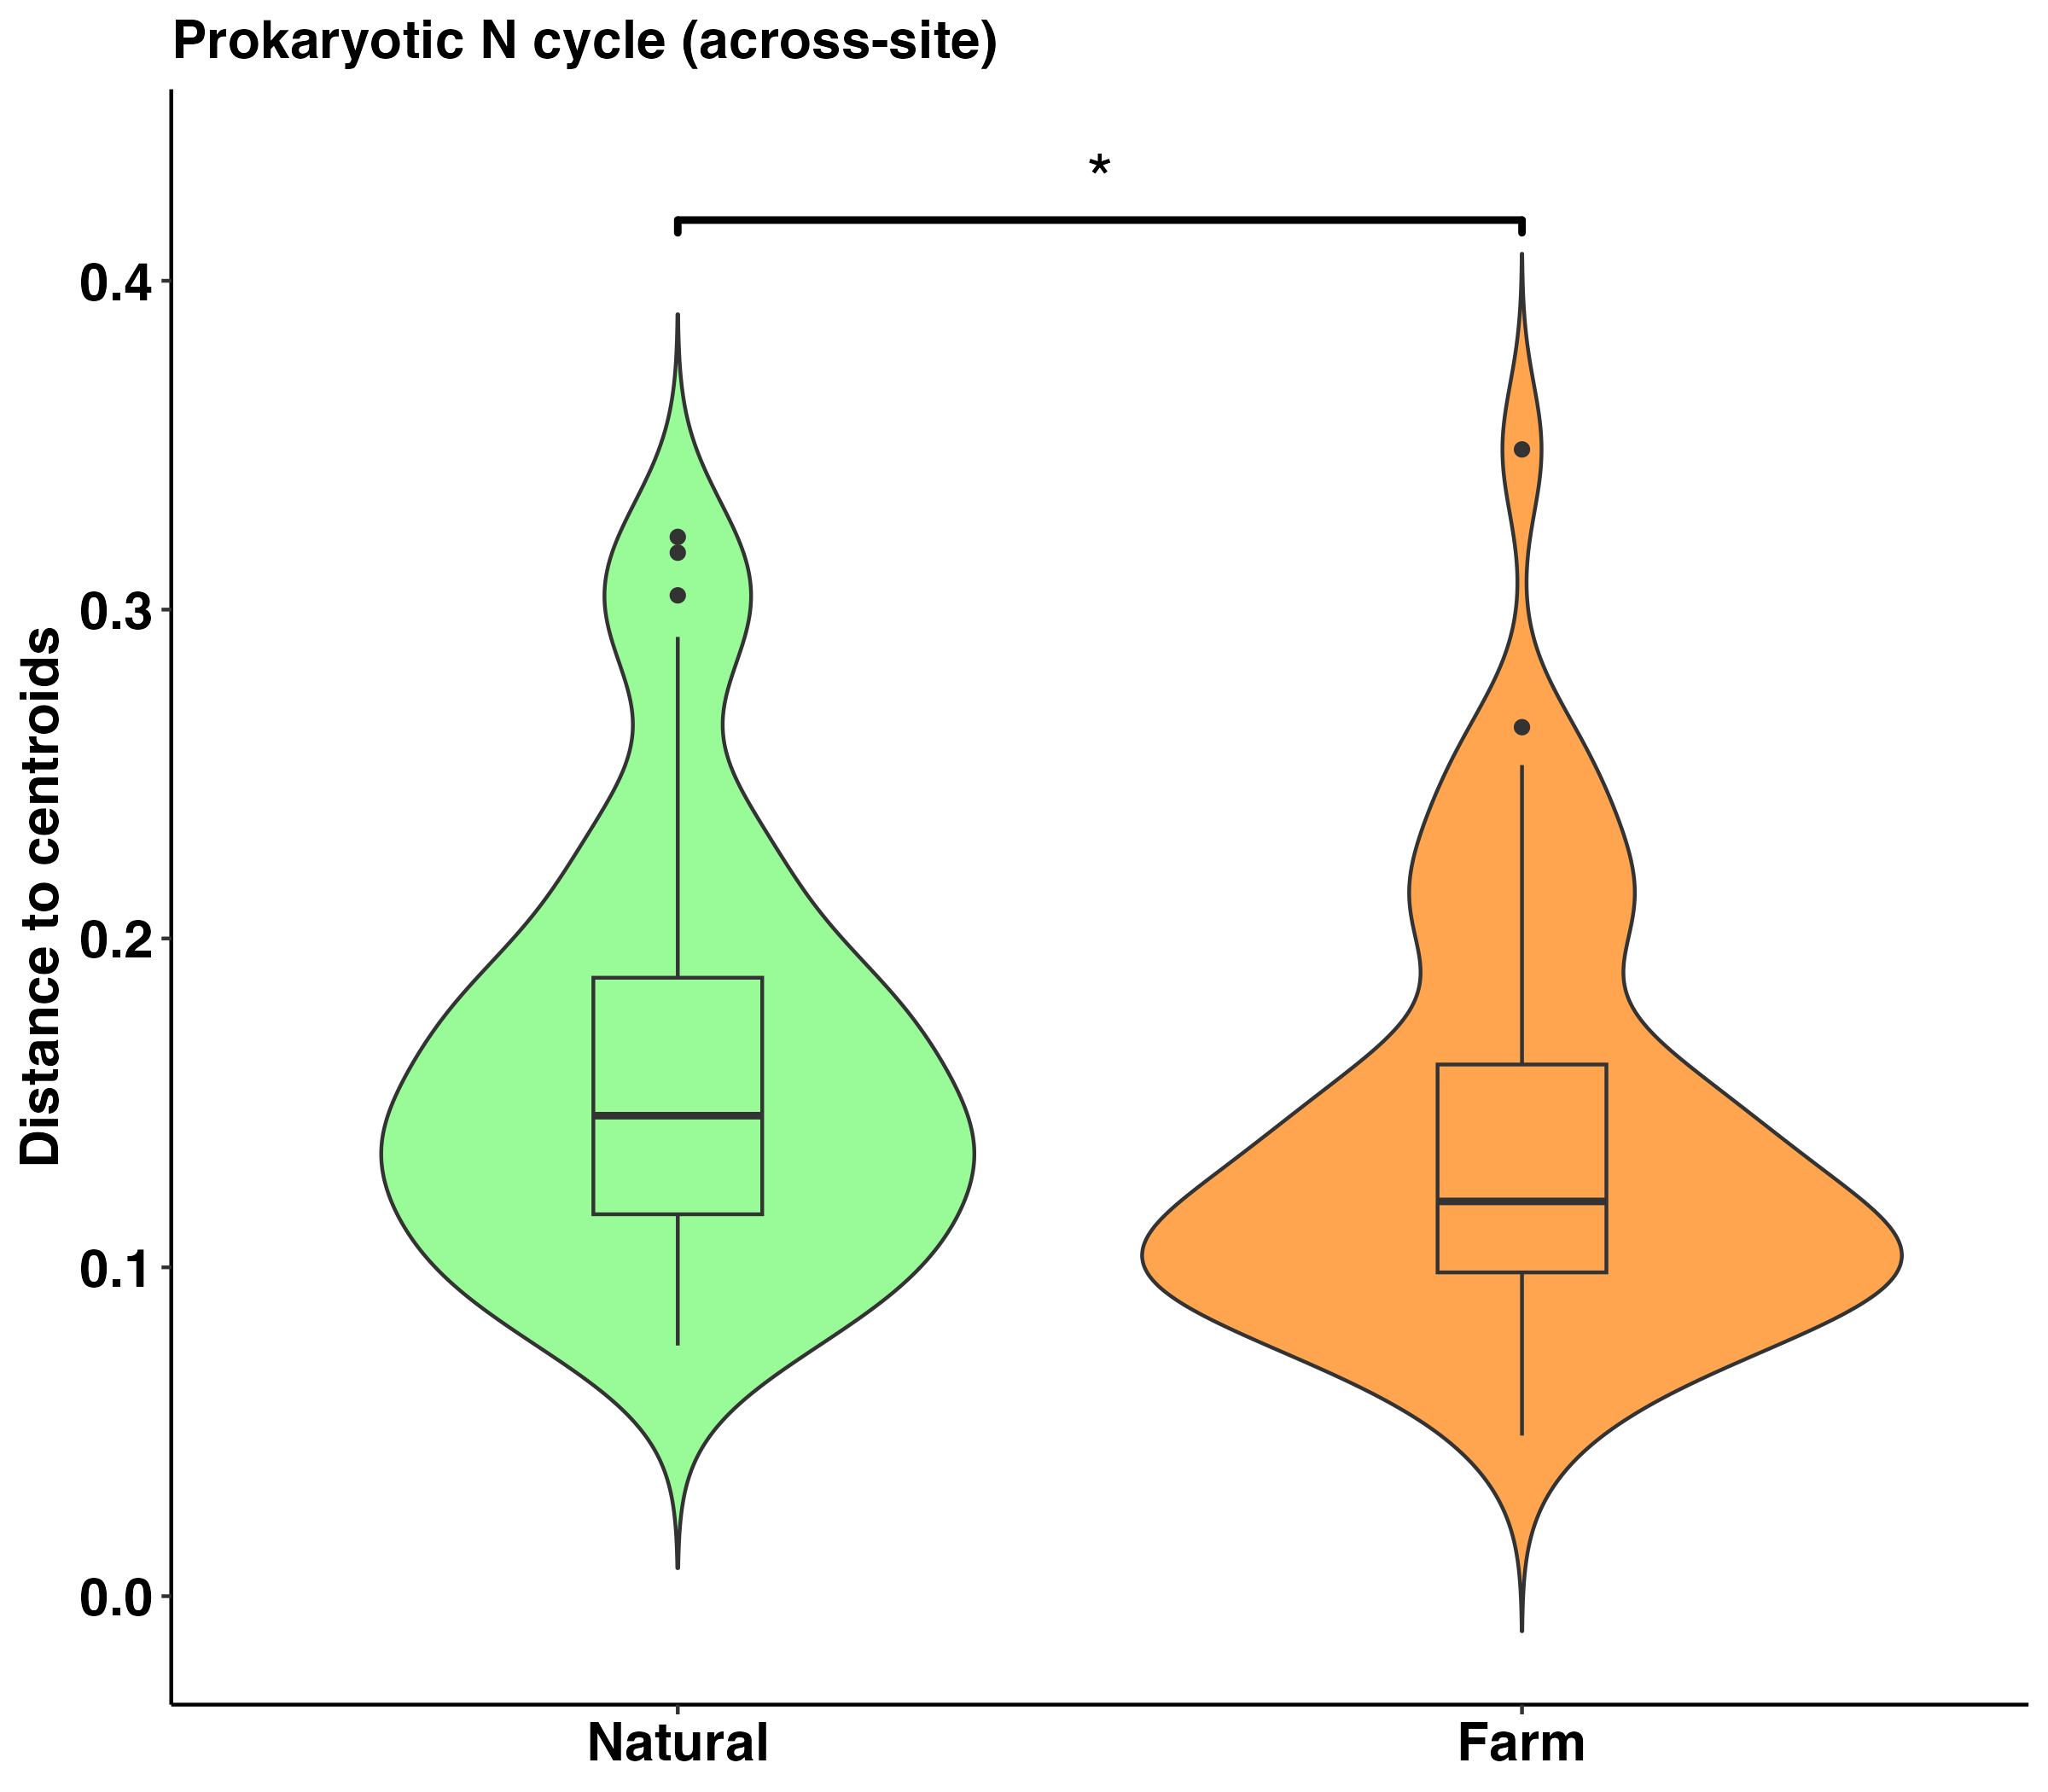 Prokaryotic N cycle (across-site)
*
0.4
0.3
0.2
0.1
0.0
Distance to centroids
Natural
Farm